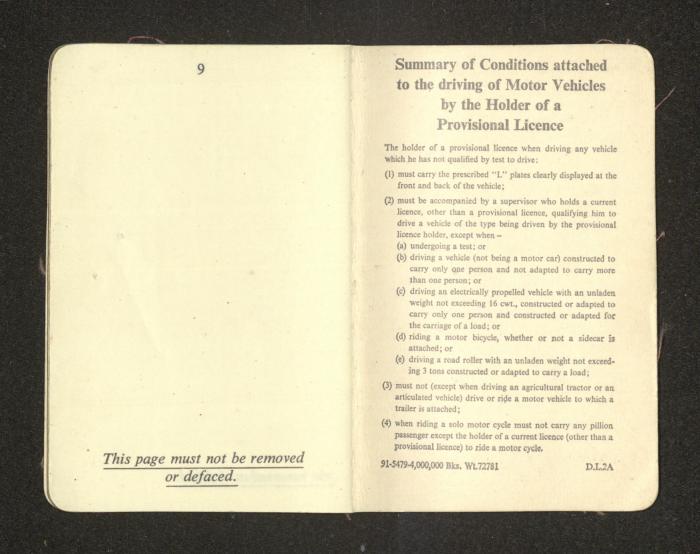 9
This page must not be removed
or defaced.
Summary of Conditions attached
to the driving of Motor Vehicles
by the Holder of a
Provisional Licence
The holder of a provisional licence when driving any vehicle
which he has not qualified by test to drive:
(1) must carry the prescribed "L" plates clearly displayed at the
front and back of the vehicle;
(2) must be accompanied by a supervisor who holds a current
licence, other than a provisional licence, qualifying him to
drive a vehicle of the type being driven by the provisional
licence holder, except when –
(a) undergoing a test; or
(b) driving a vehicle (not being a motor car) constructed to
carry only one person and not adapted to carry more
than one person; or
(c) driving an electrically propelled vehicle with an unladen
weight not exceeding 16 cwt., constructed or adapted to
carry only one person and constructed or adapted for
the carriage of a load; or
(d) riding a motor bicycle, whether or not a sidecar is
attached; or
(e) driving a road roller with an unladen weight not exceed-
ing 3 tons constructed or adapted to carry a load;
(3) must not (except when driving an agricultural tractor or an
articulated vehicle) drive or ride a motor vehicle to which a
trailer is attached;
(4) when riding a solo motor cycle must not carry any pillion
passenger except the holder of a current licence (other than a
provisional licence) to ride a motor cycle.
91-5479-4,000,000 Bks. Wt.72781 D.L.2A